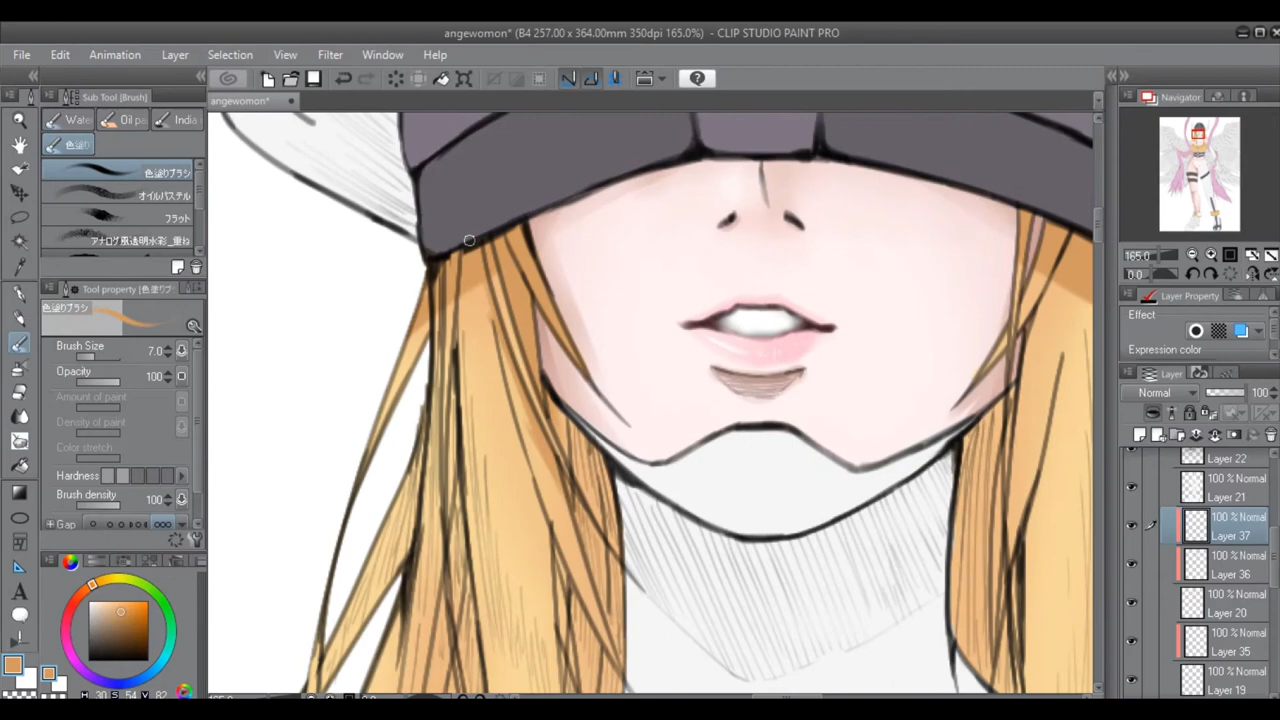 angewomon* (B4 257.00 x 364.00mm 350dpi 165.0%) - CLIP STUDIO PAINT PRO
File Edit Animation Layer Selection View Filter Window Help
Sub Tool [Brush]
angewomon*
Navigator
Oil pa India
色塗り
色塗りブラシ
オイルパステル
フラット
アナログ風透明水彩_重ね
165.0
0.0
Tool property [色塗りブ
色塗りブラシ
Layer Property
Effect
Expression color
Brush Size 7.0
Opacity 100
Amount of paint
Density of paint
Color stretch
Hardness
Brush density 100
Gap
Layer
Normal 100
Layer 22
100 % Normal
Layer 21
100 % Normal
Layer 37
100 % Normal
Layer 36
100 % Normal
Layer 20
100 % Normal
Layer 35
100 % Normal
Layer 19
H 30 S 54 V 82